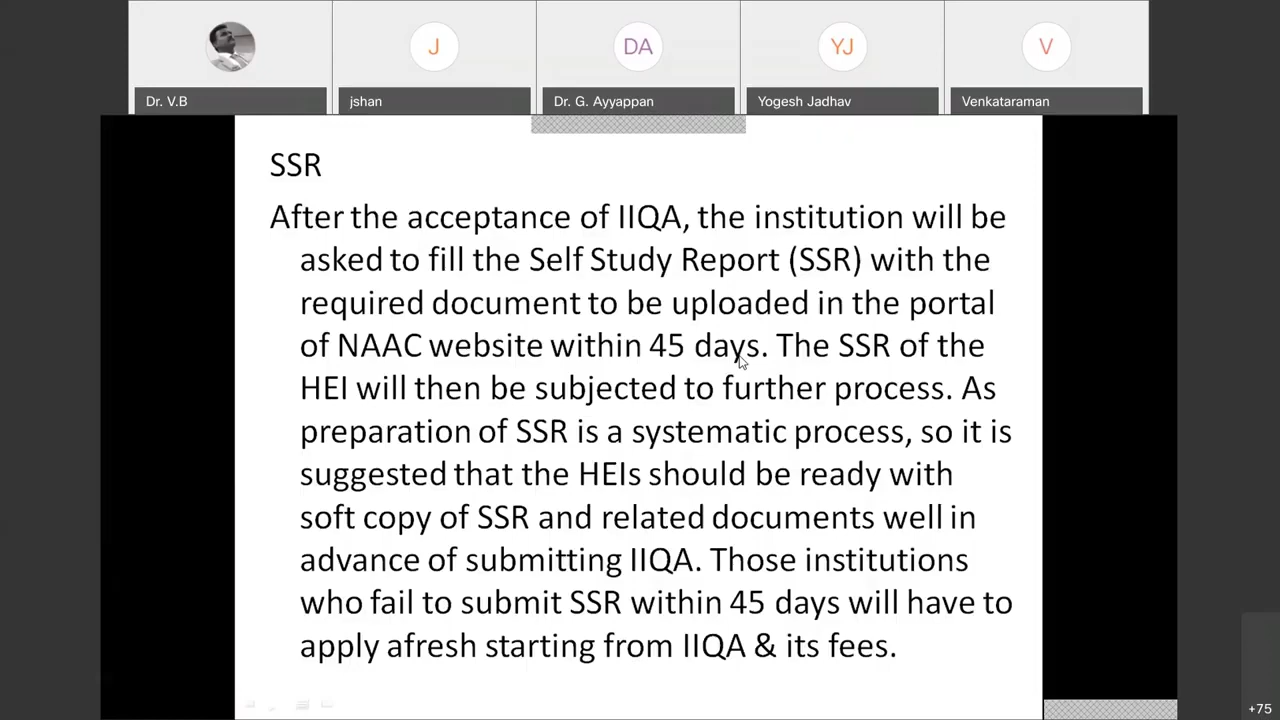 J
DA
YJ
V
Dr. V.B
jshan
Dr. G. Ayyappan
Yogesh Jadhav
Venkataraman
SSR
After the acceptance of IIQA, the institution will be
asked to fill the Self Study Report (SSR) with the
required document to be uploaded in the portal
of NAAC website within 45 days. The SSR of the
HEI will then be subjected to further process. As
preparation of SSR is a systematic process, so it is
suggested that the HEIs should be ready with
soft copy of SSR and related documents well in
advance of submitting IIQA. Those institutions
who fail to submit SSR within 45 days will have to
apply afresh starting from IIQA & its fees.
+75